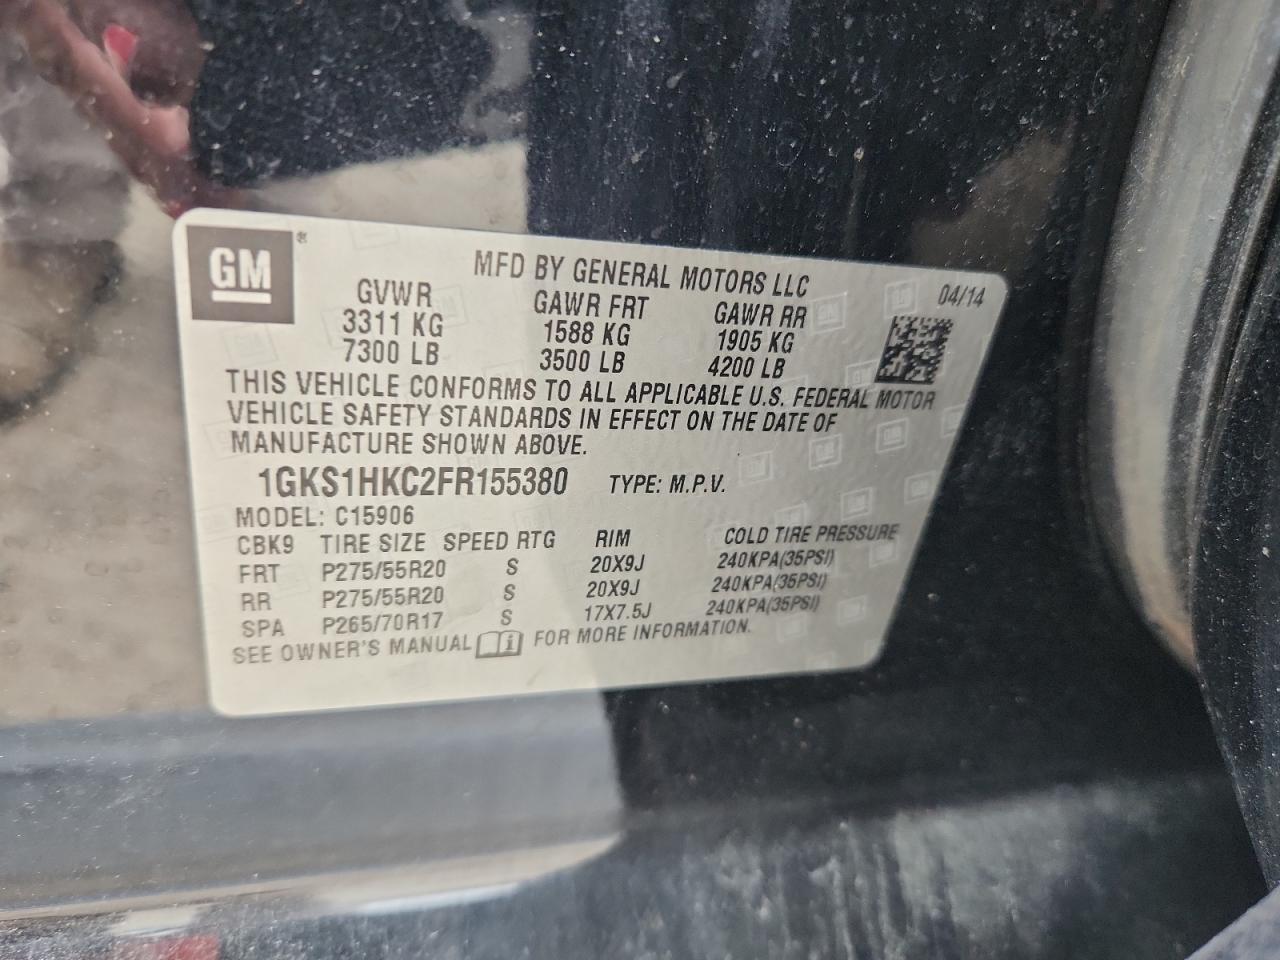 GM ®
MFD BY GENERAL MOTORS LLC
04/14
GVWR GAWR FRT GAWR RR
3311 KG 1588 KG 1905 KG
7300 LB 3500 LB 4200 LB
THIS VEHICLE CONFORMS TO ALL APPLICABLE U.S. FEDERAL MOTOR
VEHICLE SAFETY STANDARDS IN EFFECT ON THE DATE OF
MANUFACTURE SHOWN ABOVE.
1GKS1HKC2FR155380 TYPE: M.P.V.
MODEL: C15906
CBK9 TIRE SIZE SPEED RTG RIM COLD TIRE PRESSURE
FRT P275/55R20 S 20X9J 240KPA(35PSI)
RR P275/55R20 S 20X9J 240KPA(35PSI)
SPA P265/70R17 S 17X7.5J 240KPA(35PSI)
SEE OWNER'S MANUAL i FOR MORE INFORMATION.